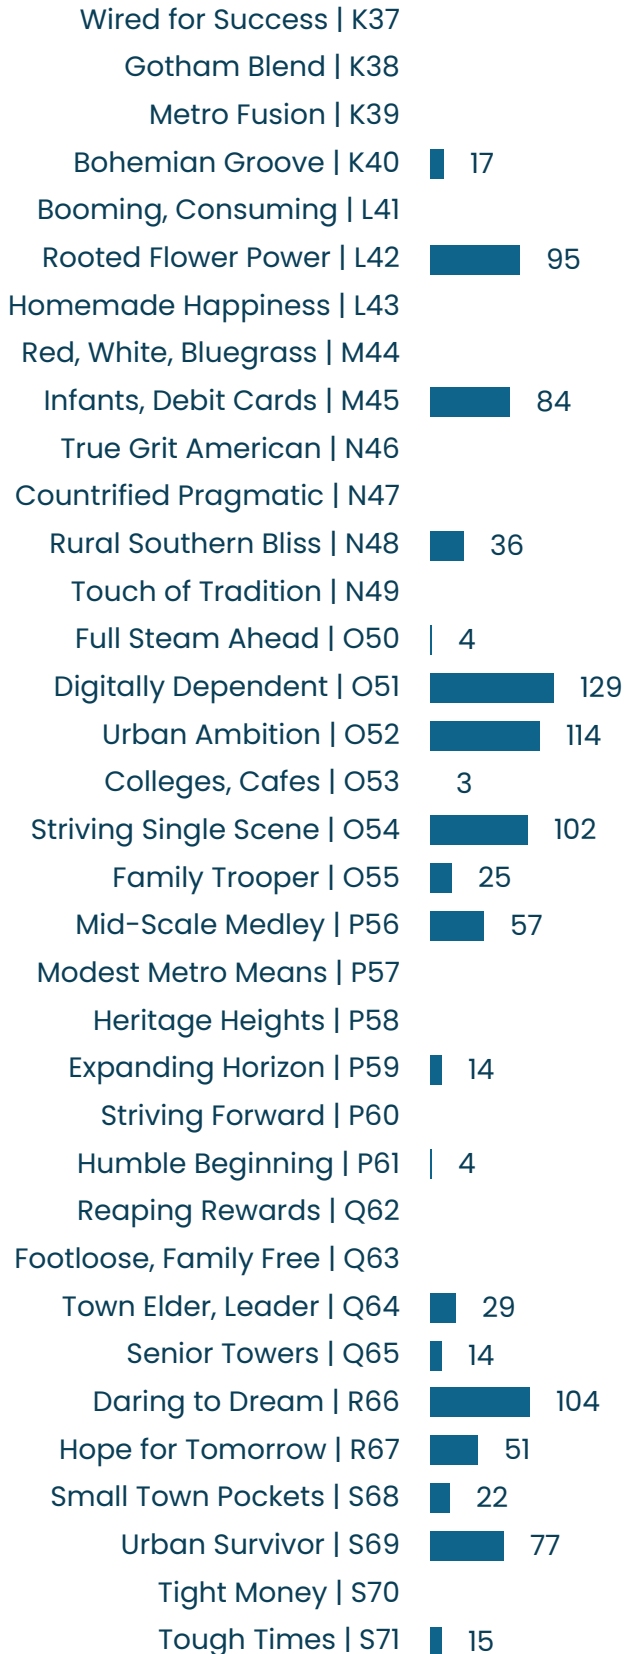 Wired for Success | K37
Gotham Blend | K38
Metro Fusion | K39
Bohemian Groove | K40 17
Booming, Consuming | L41
Rooted Flower Power | L42 95
Homemade Happiness | L43
Red, White, Bluegrass | M44
Infants, Debit Cards | M45 84
True Grit American | N46
Countrified Pragmatic | N47
Rural Southern Bliss | N48 36
Touch of Tradition | N49
Full Steam Ahead | O50 4
Digitally Dependent | O51 129
Urban Ambition | O52 114
Colleges, Cafes | O53 3
Striving Single Scene | O54 102
Family Trooper | O55 25
Mid-Scale Medley | P56 57
Modest Metro Means | P57
Heritage Heights | P58
Expanding Horizon | P59 14
Striving Forward | P60
Humble Beginning | P61 4
Reaping Rewards | Q62
Footloose, Family Free | Q63
Town Elder, Leader | Q64 29
Senior Towers | Q65 14
Daring to Dream | R66 104
Hope for Tomorrow | R67 51
Small Town Pockets | S68 22
Urban Survivor | S69 77
Tight Money | S70
Tough Times | S71 15